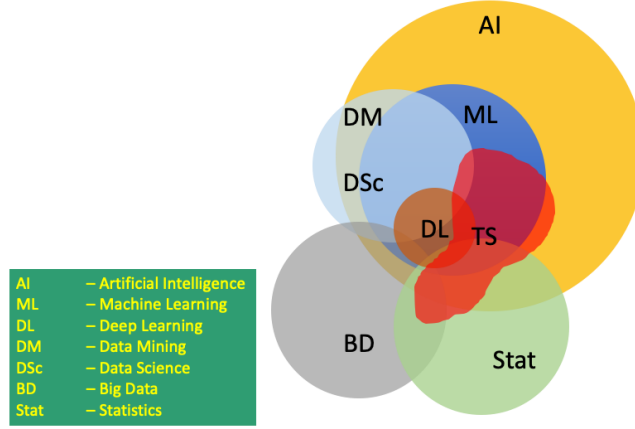 AI
DM
ML
DSc
DL
TS
BD
Stat
AI – Artificial Intelligence
ML – Machine Learning
DL – Deep Learning
DM – Data Mining
DSc – Data Science
BD – Big Data
Stat – Statistics